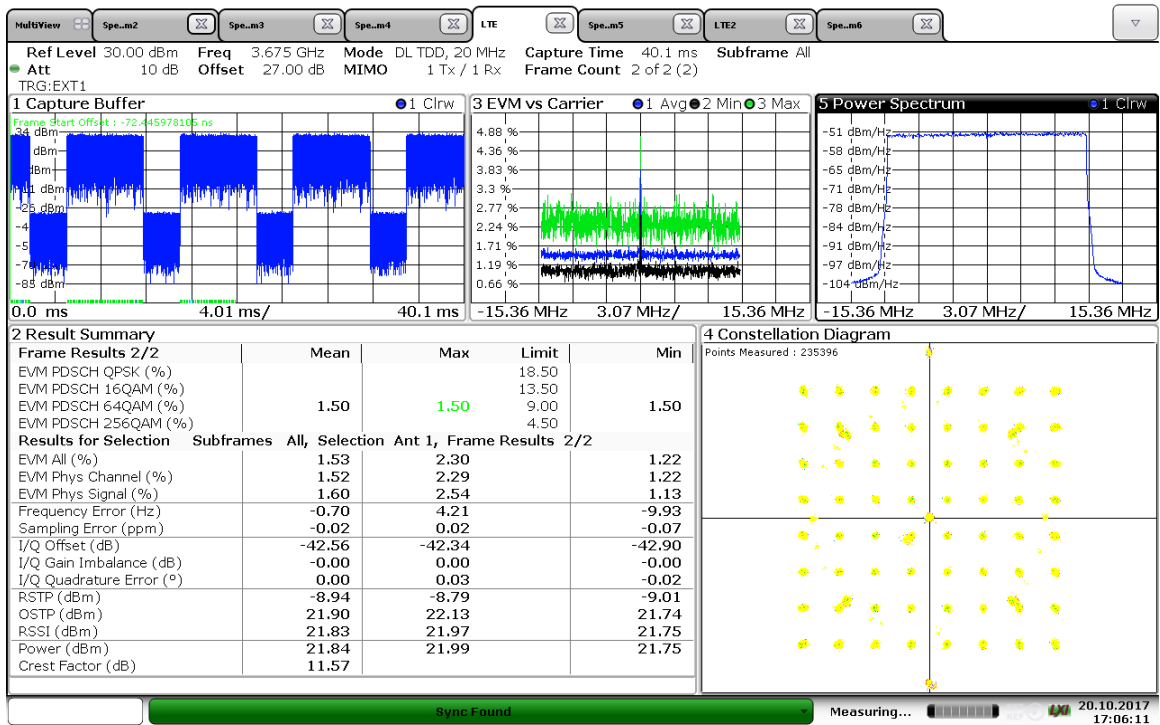 MultiView Spe..m2 Spe..m3 Spe..m4 LTE Spe..m5 LTE2 Spe..m6
Ref Level 30.00 dBm Freq 3.675 GHz Mode DL TDD, 20 MHz Capture Time 40.1 ms Subframe All
Att 10 dB Offset 27.00 dB MIMO 1 Tx / 1 Rx Frame Count 2 of 2 (2)
TRG:EXT1
1 Capture Buffer 1 Clrw
Frame Start Offset : -72.445978105 ns
34 dBm
dBm
dBm
dBm
-26 dBm
-85 dBm
0.0 ms 4.01 ms/ 40.1 ms
3 EVM vs Carrier 1 Avg 2 Min 3 Max
4.88 %
4.36 %
3.83 %
3.3 %
2.77 %
2.24 %
1.71 %
1.19 %
0.66 %
-15.36 MHz 3.07 MHz/ 15.36 MHz
5 Power Spectrum 1 Clrw
-51 dBm/Hz
-58 dBm/Hz
-65 dBm/Hz
-71 dBm/Hz
-78 dBm/Hz
-84 dBm/Hz
-91 dBm/Hz
-97 dBm/Hz
-104 dBm/Hz
-15.36 MHz 3.07 MHz/ 15.36 MHz
2 Result Summary
Frame Results 2/2 Mean Max Limit Min
EVM PDSCH QPSK (%) 18.50
EVM PDSCH 16QAM (%) 13.50
EVM PDSCH 64QAM (%) 1.50 1.50 9.00 1.50
EVM PDSCH 256QAM (%) 4.50
Results for Selection Subframes All, Selection Ant 1, Frame Results 2/2
EVM All (%) 1.53 2.30 1.22
EVM Phys Channel (%) 1.52 2.29 1.22
EVM Phys Signal (%) 1.60 2.54 1.13
Frequency Error (Hz) -0.70 4.21 -9.93
Sampling Error (ppm) -0.02 0.02 -0.07
I/Q Offset (dB) -42.56 -42.34 -42.90
I/Q Gain Imbalance (dB) -0.00 0.00 -0.00
I/Q Quadrature Error (º) 0.00 0.03 -0.02
RSTP (dBm) -8.94 -8.79 -9.01
OSTP (dBm) 21.90 22.13 21.74
RSSI (dBm) 21.83 21.97 21.75
Power (dBm) 21.84 21.99 21.75
Crest Factor (dB) 11.57
4 Constellation Diagram
Points Measured : 235396
Sync Found
Measuring... REF LXI 20.10.2017
17:06:11